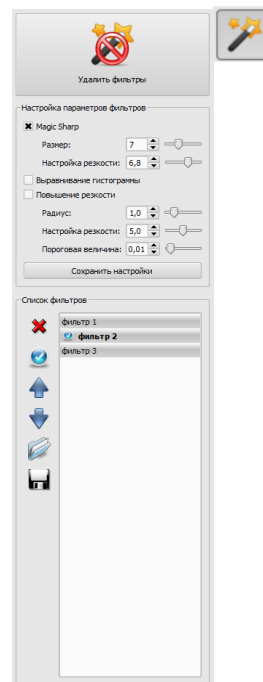 Удалить фильтры
Настройка параметров фильтров
Magic Sharp
Размер: 7
Настройка резкости: 6,8
Выравнивание гистограммы
Повышение резкости
Радиус: 1,0
Настройка резкости: 5,0
Пороговая величина: 0,01
Сохранить настройки
Список фильтров
фильтр 1
фильтр 2
фильтр 3